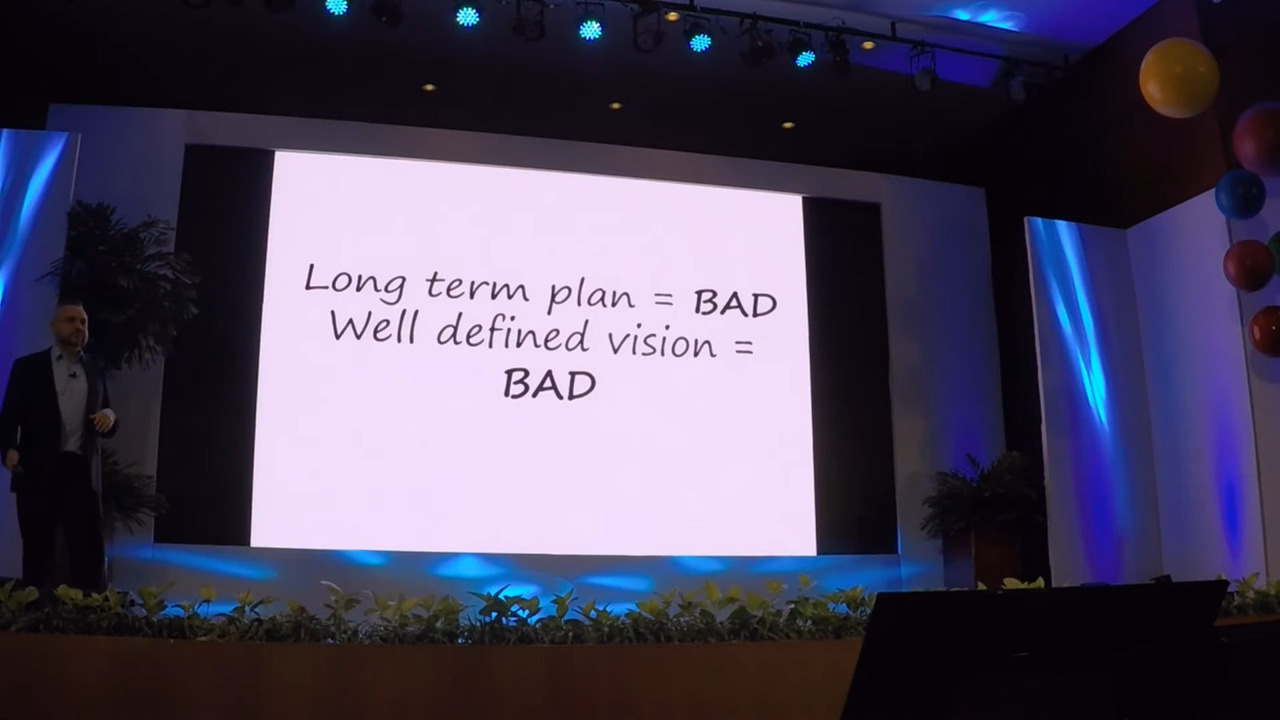 Long term plan = BAD
Well defined vision =
BAD